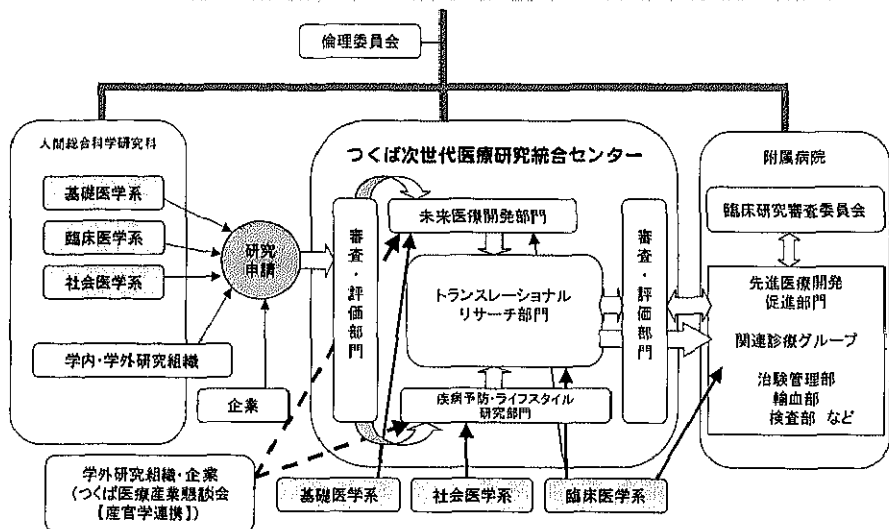 倫理委員会
人間総合科学研究科
基礎医学系
臨床医学系
社会医学系
研究
申請
学内・学外研究組織
企業
学外研究組織・企業
(つくば医療産業懇談会
【産官学連携】)
つくば次世代医療研究統合センター
審査・評価部門
未来医療開発部門
トランスレーショナル
リサーチ部門
疾病予防・ライフスタイル
研究部門
審査・評価部門
基礎医学系
社会医学系
臨床医学系
附属病院
臨床研究審査委員会
先進医療開発
促進部門
関連診療グループ
治験管理部
輸血部
検査部 など